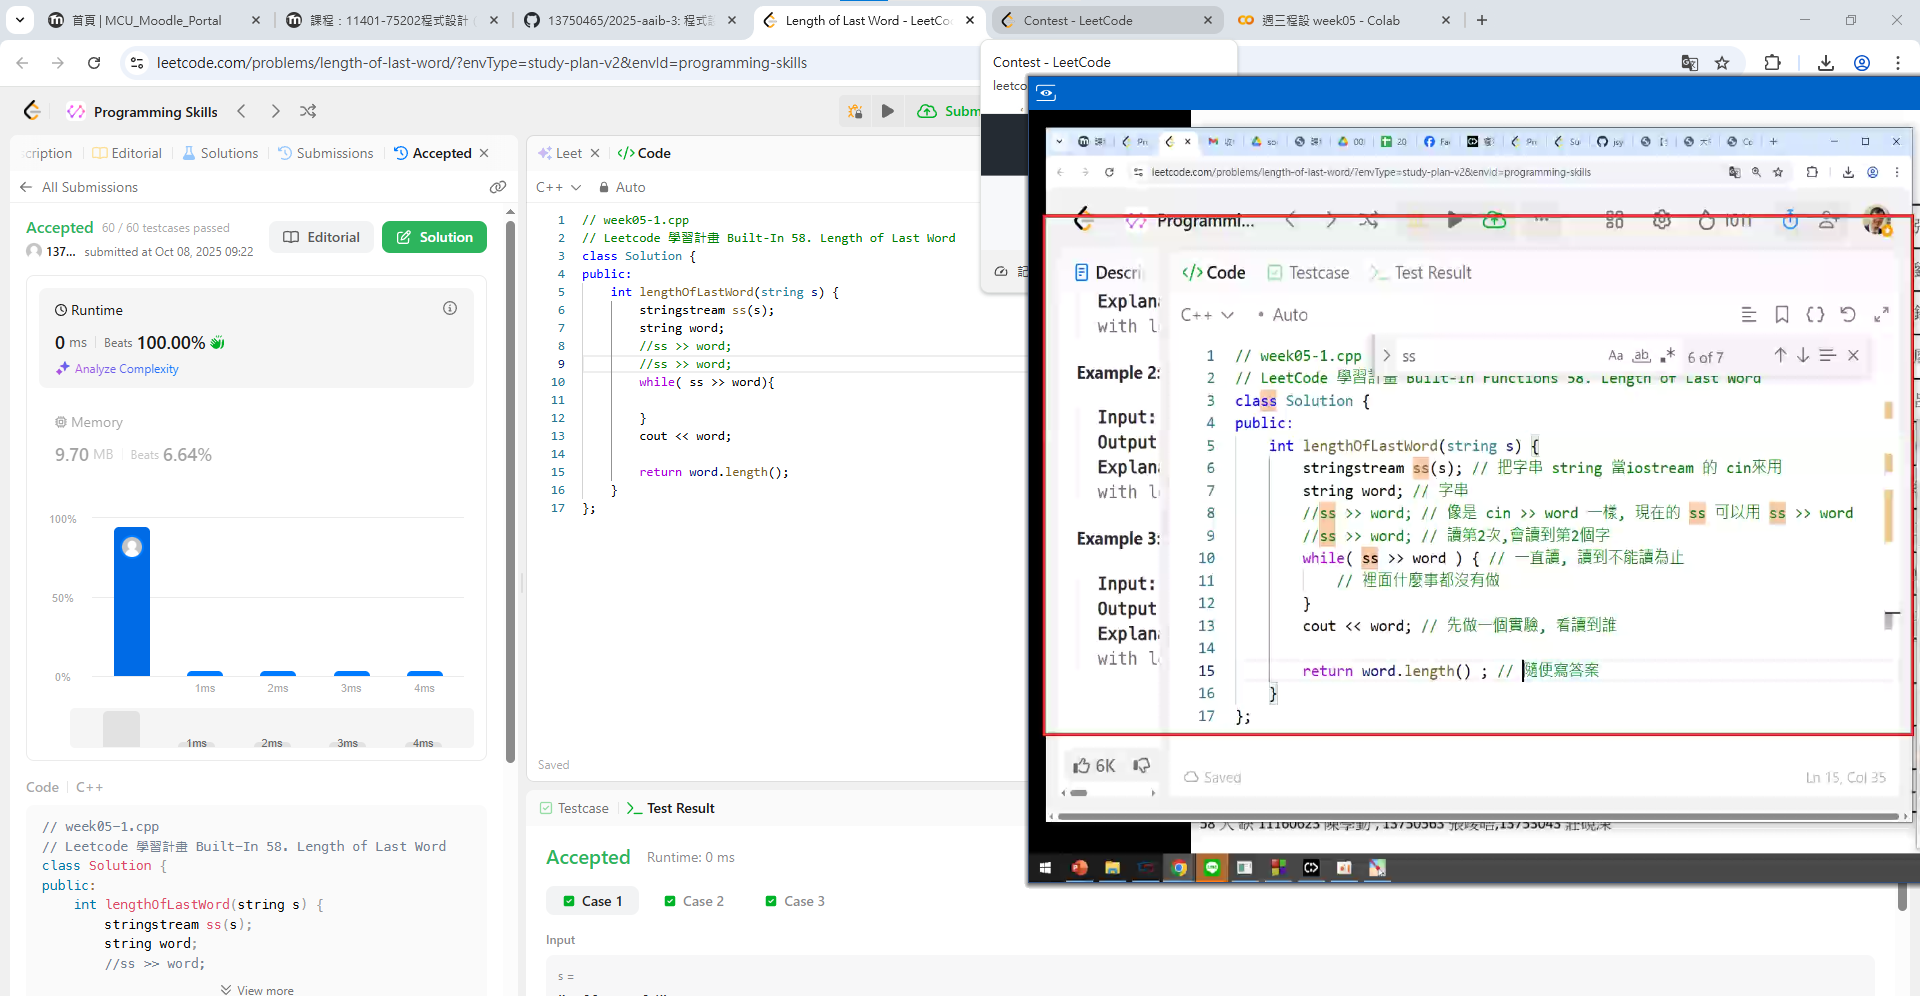 首頁 | MCU_Moodle_Portal
課程：11401-75202程式設計 (
13750465/2025-aaib-3: 程式
Length of Last Word - LeetCo
Contest - LeetCode
週三程設 week05 - Colab
leetcode.com/problems/length-of-last-word/?envType=study-plan-v2&envId=programming-skills
Contest - LeetCode
leetco
Programming Skills
Subm
cription
Editorial
Solutions
Submissions
Accepted
All Submissions
Accepted 60 / 60 testcases passed
137... submitted at Oct 08, 2025 09:22
Editorial
Solution
Runtime
0 ms | Beats 100.00%
Analyze Complexity
Memory
9.70 MB | Beats 6.64%
100%
50%
0%
1ms 2ms 3ms 4ms
1ms 2ms 3ms 4ms
Code | C++
// week05-1.cpp
// Leetcode 學習計畫 Built-In 58. Length of Last Word
class Solution {
public:
int lengthOfLastWord(string s) {
stringstream ss(s);
string word;
//ss >> word;
View more
Leet
Code
C++ Auto
1 // week05-1.cpp
2 // Leetcode 學習計畫 Built-In 58. Length of Last Word
3 class Solution {
4 public:
5 int lengthOfLastWord(string s) {
6 stringstream ss(s);
7 string word;
8 //ss >> word;
9 //ss >> word;
10 while( ss >> word){
11
12 }
13 cout << word;
14
15 return word.length();
16 }
17 };
Saved
Testcase
Test Result
Accepted Runtime: 0 ms
Case 1 Case 2 Case 3
Input
s =
記
leetcode.com/problems/length-of-last-word/?envType=study-plan-v2&envId=programming-skills
Programmi...
1011
Descri
Code
Testcase
Test Result
C++ Auto
Explana
with l
Example 2:
Input:
Output
Explana
with l
Example 3:
Input:
Output
Explana
with l
ss
Aa ab .* 6 of 7
1 // week05-1.cpp
2 // LeetCode 學習計畫 Built-In Functions 58. Length of Last Word
3 class Solution {
4 public:
5 int lengthOfLastWord(string s) {
6 stringstream ss(s); // 把字串 string 當iostream 的 cin來用
7 string word; // 字串
8 //ss >> word; // 像是 cin >> word 一樣, 現在的 ss 可以用 ss >> word
9 //ss >> word; // 讀第2次,會讀到第2個字
10 while( ss >> word ) { // 一直讀, 讀到不能讀為止
11 // 裡面什麼事都沒有做
12 }
13 cout << word; // 先做一個實驗, 看讀到誰
14
15 return word.length() ; // 隨便寫答案
16 }
17 };
6K
Saved
Ln 15, Col 35